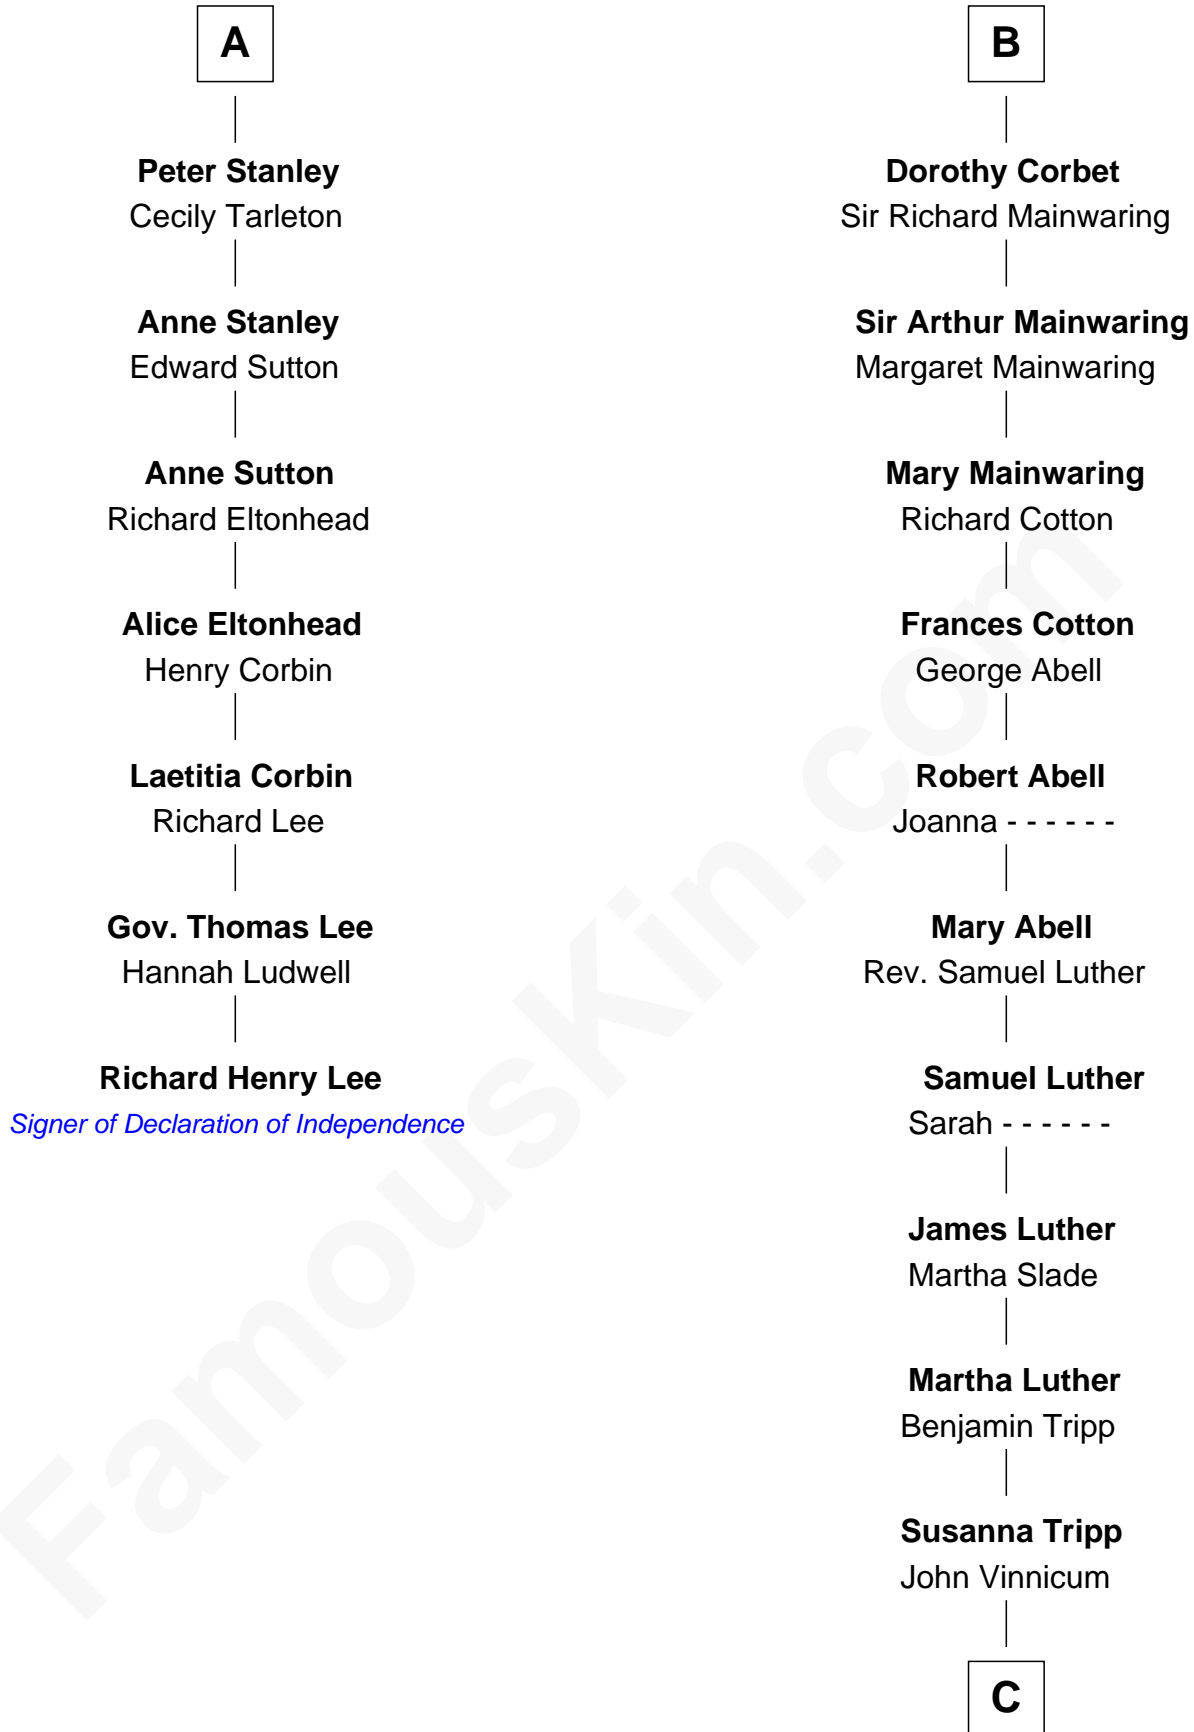 A
Peter Stanley
Cecily Tarleton
Anne Stanley
Edward Sutton
Anne Sutton
Richard Eltonhead
Alice Eltonhead
Henry Corbin
Laetitia Corbin
Richard Lee
Gov. Thomas Lee
Hannah Ludwell
Richard Henry Lee
Signer of Declaration of Independence
B
Dorothy Corbet
Sir Richard Mainwaring
Sir Arthur Mainwaring
Margaret Mainwaring
Mary Mainwaring
Richard Cotton
Frances Cotton
George Abell
Robert Abell
Joanna - - - - - -
Mary Abell
Rev. Samuel Luther
Samuel Luther
Sarah - - - - - -
James Luther
Martha Slade
Martha Luther
Benjamin Tripp
Susanna Tripp
John Vinnicum
C
FamousKin.com